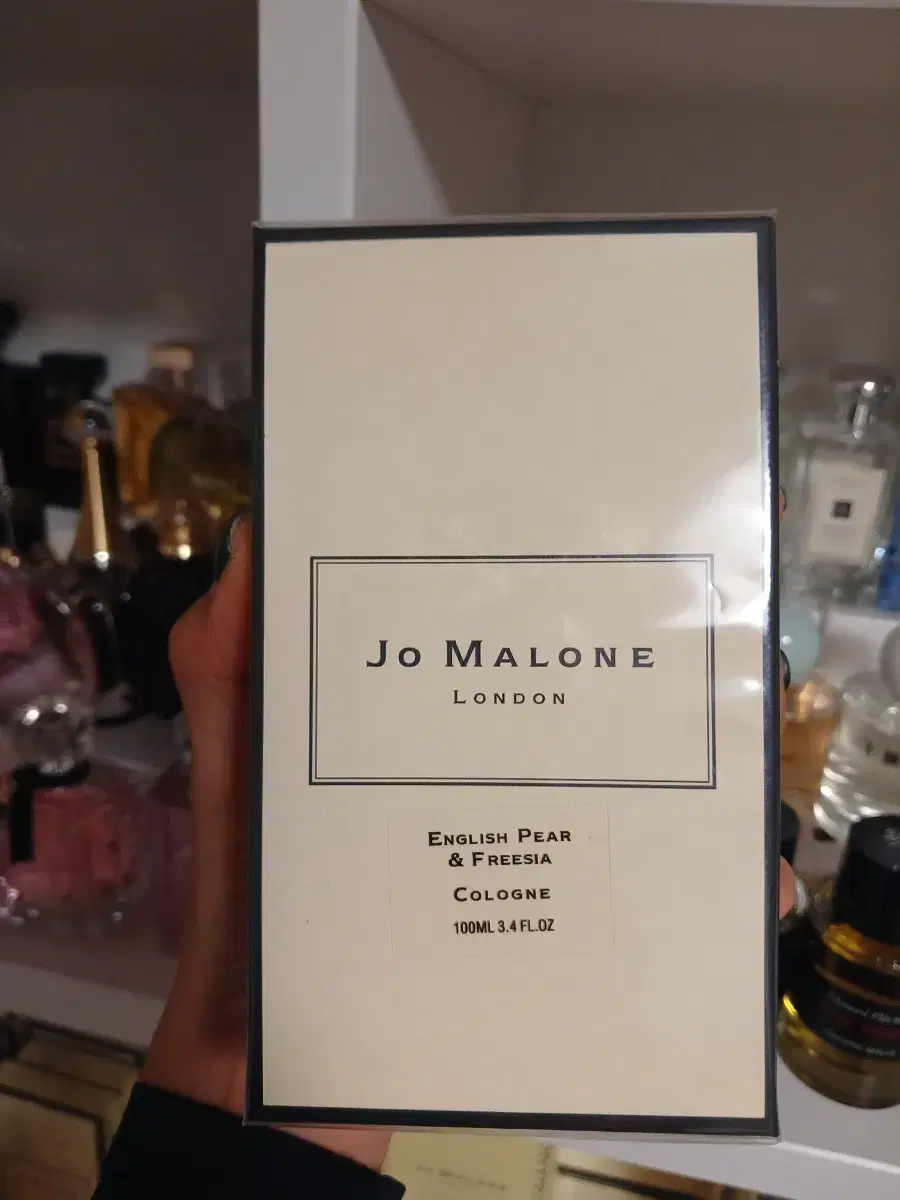 Jo Malone
London
English Pear
& Freesia
Cologne
100ML 3.4 FL.OZ